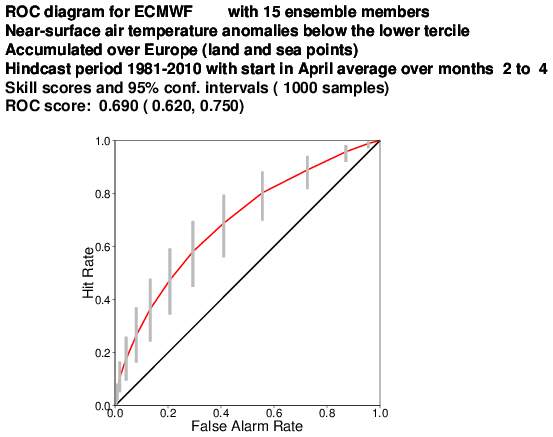 ROC diagram for ECMWF with 15 ensemble members
Near-surface air temperature anomalies below the lower tercile
Accumulated over Europe (land and sea points)
Hindcast period 1981-2010 with start in April average over months 2 to 4
Skill scores and 95% conf. intervals ( 1000 samples)
ROC score: 0.690 ( 0.620, 0.750)
1.0
0.8
0.6
0.4
0.2
0.0
Hit Rate
0.0 0.2 0.4 0.6 0.8 1.0
False Alarm Rate